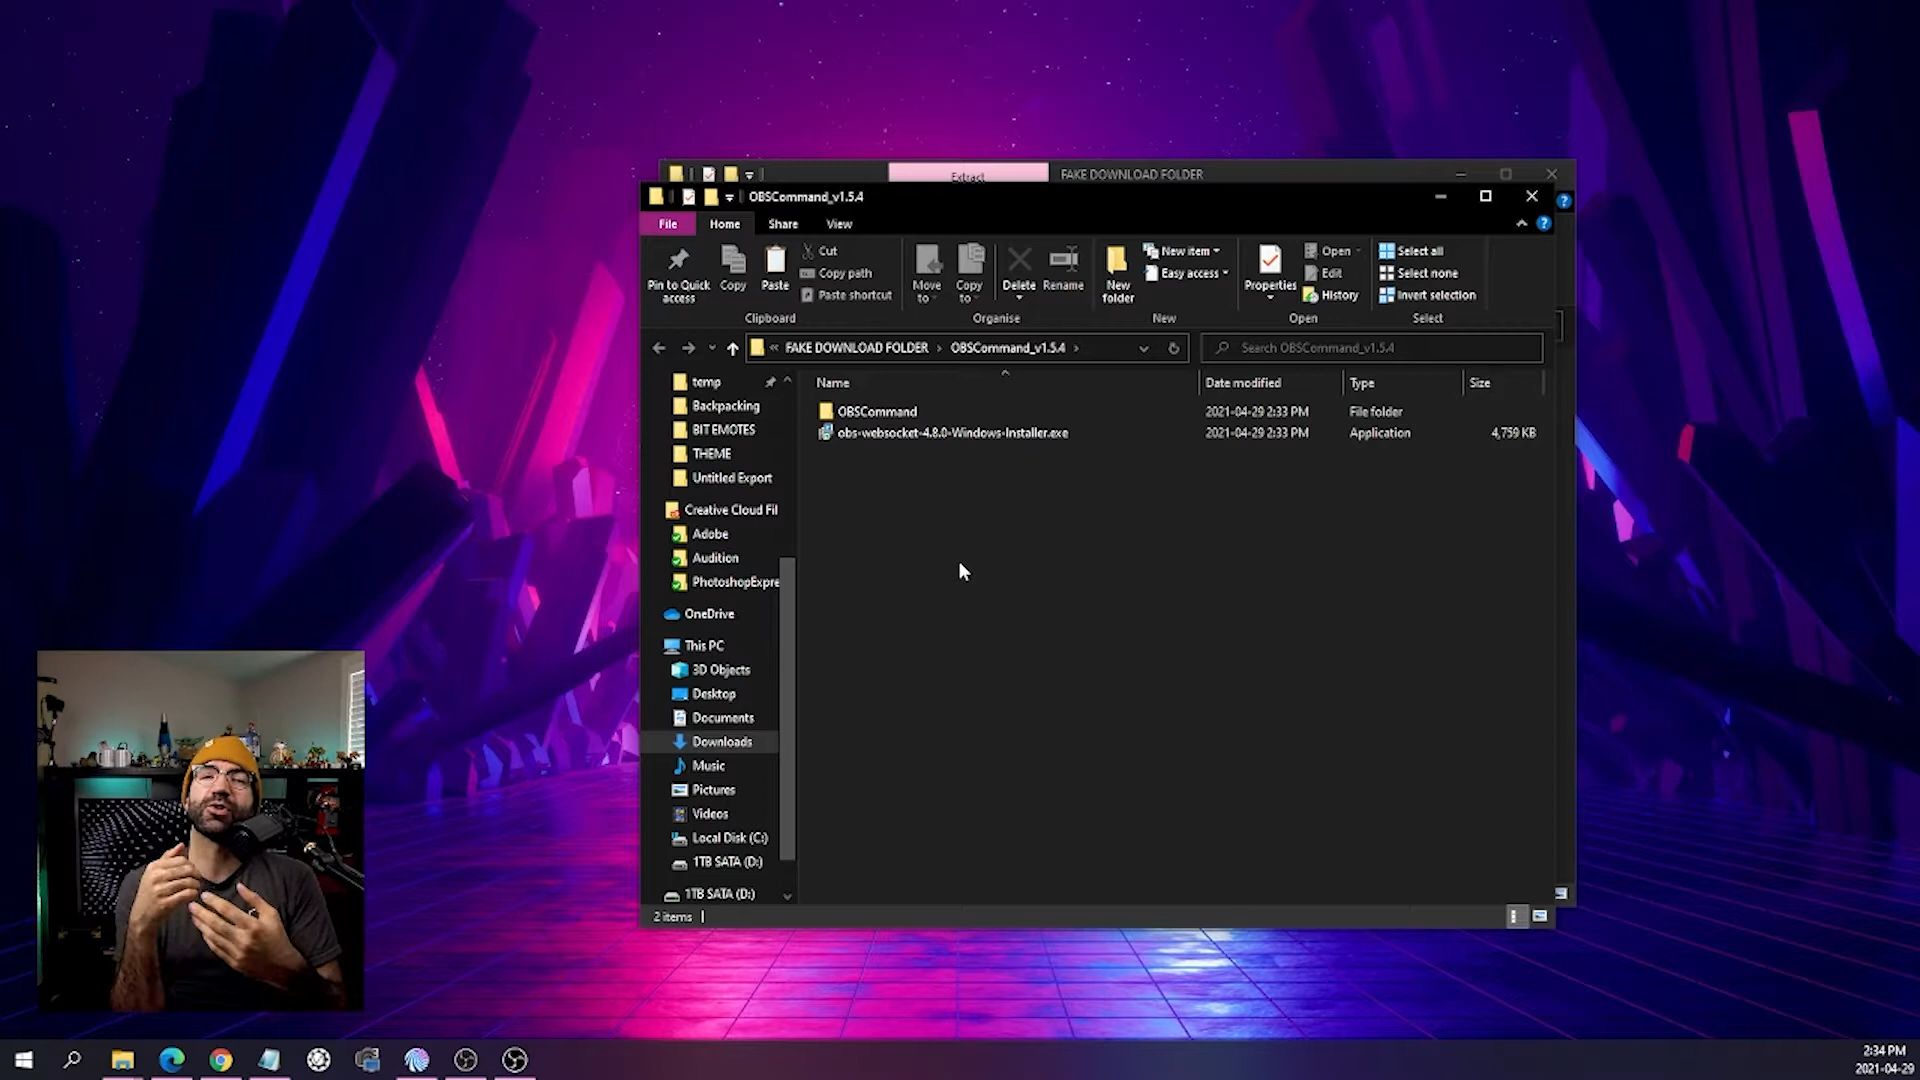 Extract
FAKE DOWNLOAD FOLDER
OBSCommand_v1.5.4
File
Home
Share
View
Pin to Quick access
Copy
Paste
Cut
Copy path
Paste shortcut
Clipboard
Move to
Copy to
Delete
Rename
Organise
New folder
New item
Easy access
New
Properties
Open
Edit
History
Open
Select all
Select none
Invert selection
Select
« FAKE DOWNLOAD FOLDER › OBSCommand_v1.5.4 ›
Search OBSCommand_v1.5.4
temp
Backpacking
BIT EMOTES
THEME
Untitled Export
Creative Cloud Fil
Adobe
Audition
PhotoshopExpre
OneDrive
This PC
3D Objects
Desktop
Documents
Downloads
Music
Pictures
Videos
Local Disk (C:)
1TB SATA (D:)
1TB SATA (D:)
Name Date modified Type Size
OBSCommand 2021-04-29 2:33 PM File folder
obs-websocket-4.8.0-Windows-Installer.exe 2021-04-29 2:33 PM Application 4,759 KB
2 items
2:34 PM
2021-04-29